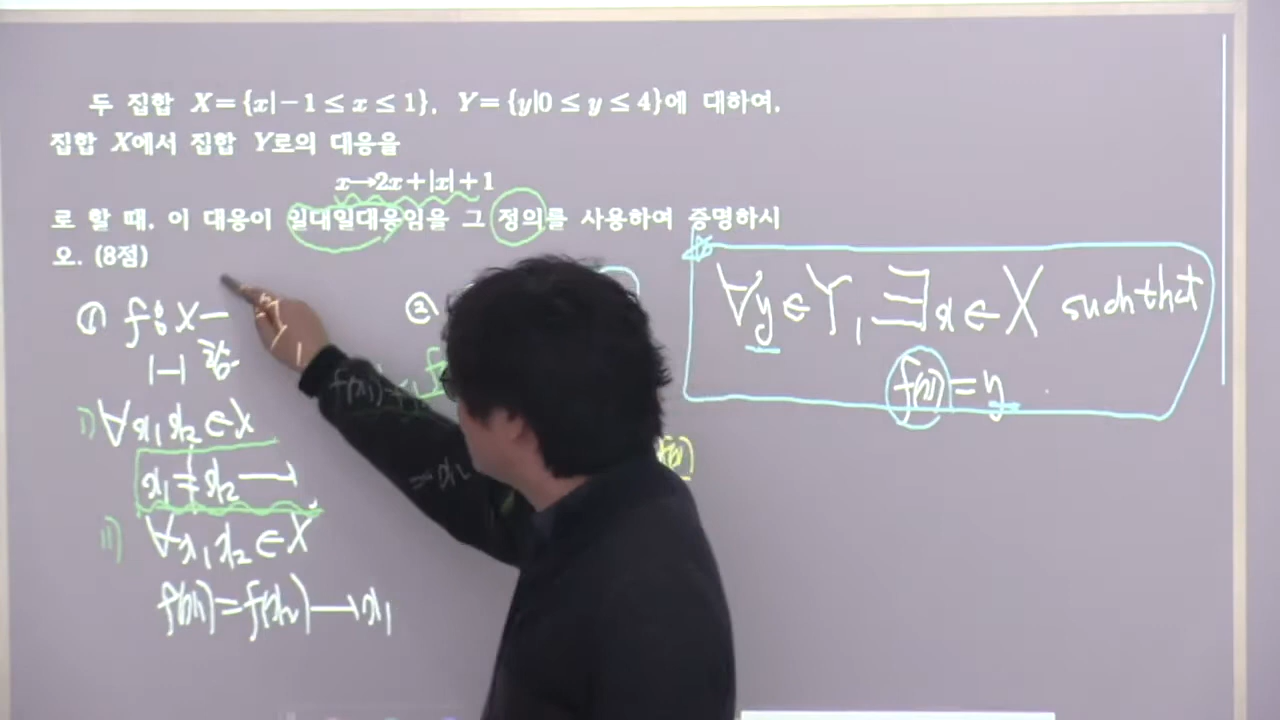 두 집합 X={x|-1≤x≤1}, Y={y|0≤y≤4}에 대하여,
집합 X에서 집합 Y로의 대응을
x→2x+|x|+1
로 할 때, 이 대응이 일대일대응임을 그 정의를 사용하여 증명하시
오. (8점)
① f: X–
1–1 함
i) ∀x₁ x₂ ∈ X
x₁ ≠ x₂ →
ii) ∀x₁ x₂ ∈ X
f(x₁) = f(x₂) → x₁
②
∀y ∈ Y, ∃x ∈ X such that
f(x) = y